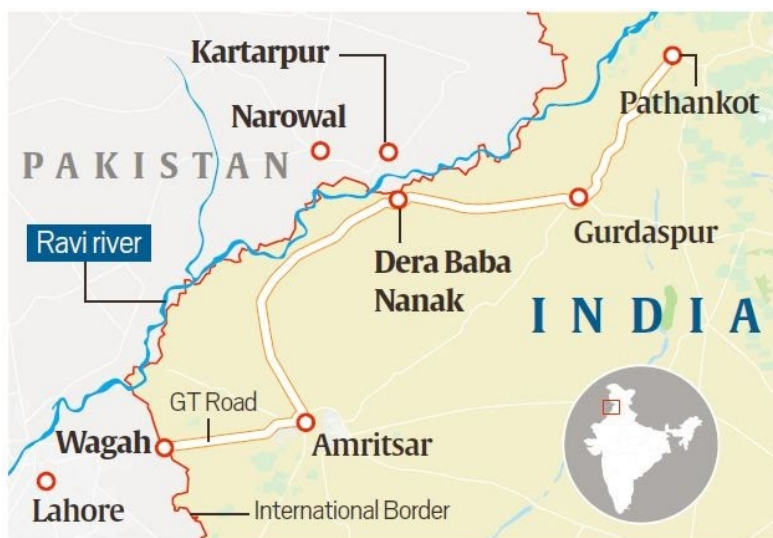 Kartarpur
Pathankot
Narowal
PAKISTAN
Ravi river
Gurdaspur
Dera Baba
Nanak
INDIA
GT Road
Wagah
Amritsar
Lahore
International Border